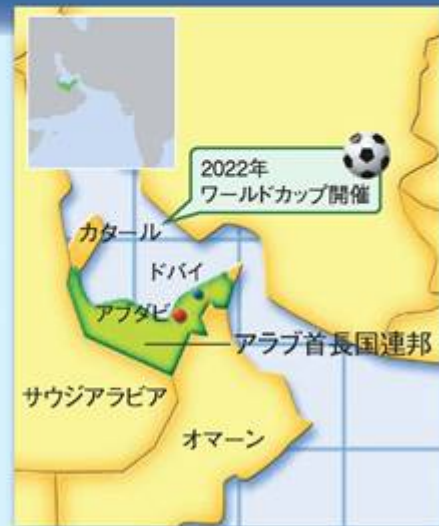 2022年
ワールドカップ開催
カタール
ドバイ
アブダビ
アラブ首長国連邦
サウジアラビア
オマーン